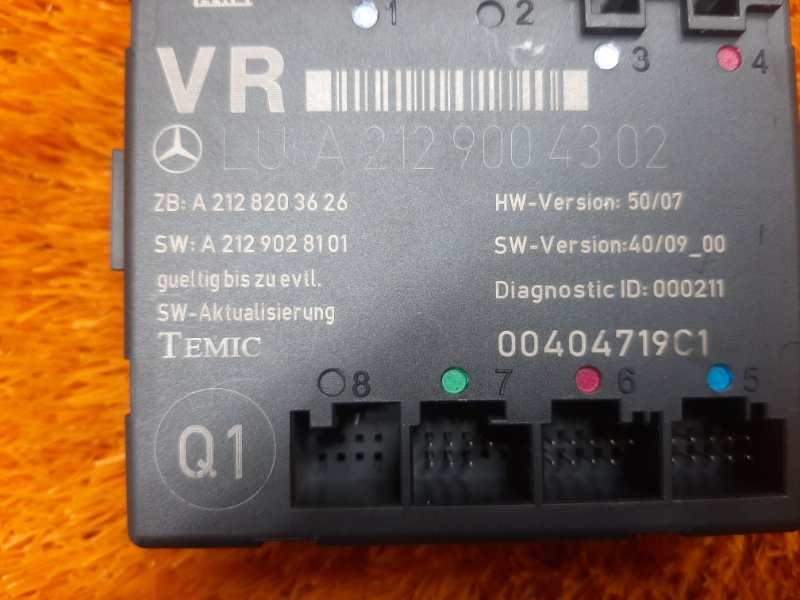 1 2
3 4
VR
LU A 212 900 43 02
ZB: A 212 820 36 26
HW-Version: 50/07
SW: A 212 902 81 01
SW-Version:40/09_00
gueltig bis zu evtl.
SW-Aktualisierung
Diagnostic ID: 000211
TEMIC
00404719C1
8 7 6 5
Q1